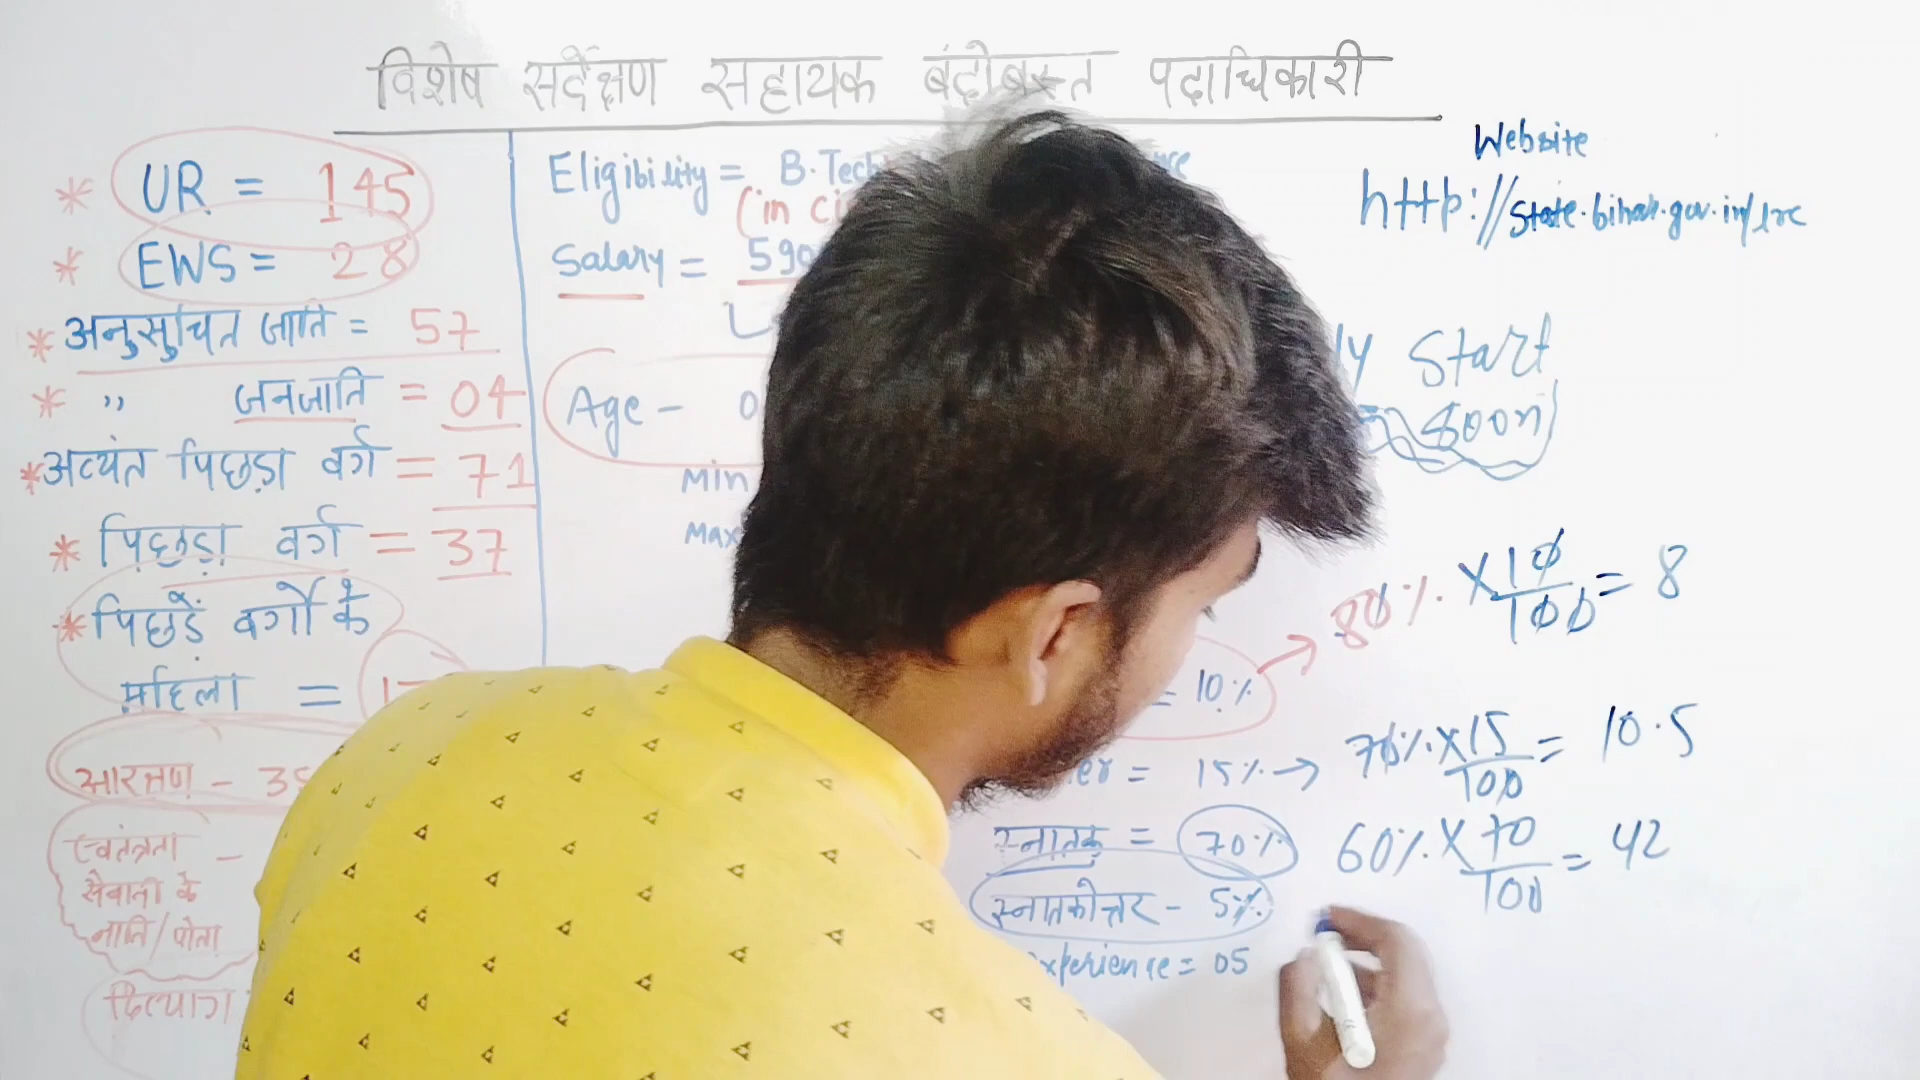 विशेष सर्वेक्षण सहायक बंदोबस्त पदाधिकारी
* UR = 145
* EWS = 28
* अनुसुचित जाति = 57
* ,, जनजाति = 04
* अत्यंत पिछड़ा वर्ग = 71
* पिछड़ा वर्ग = 37
* पिछड़ें वर्गों के
महिला =
आरक्षण - 35
स्वतंत्रता -
सेनानी के
नाति/पोता
दिव्यांग
Eligibility = B.Tech
(in ci
Salary = 590
Age - 0
Min
Max
= 10%
er = 15% →
स्नातक = 70%
स्नातकोत्तर - 5%
xperience = 05
Website
http://state.bihar.gov.in/lrc
ly Start
soon
80% × 10/100 = 8
70% × 15/100 = 10.5
60% × 70/100 = 42